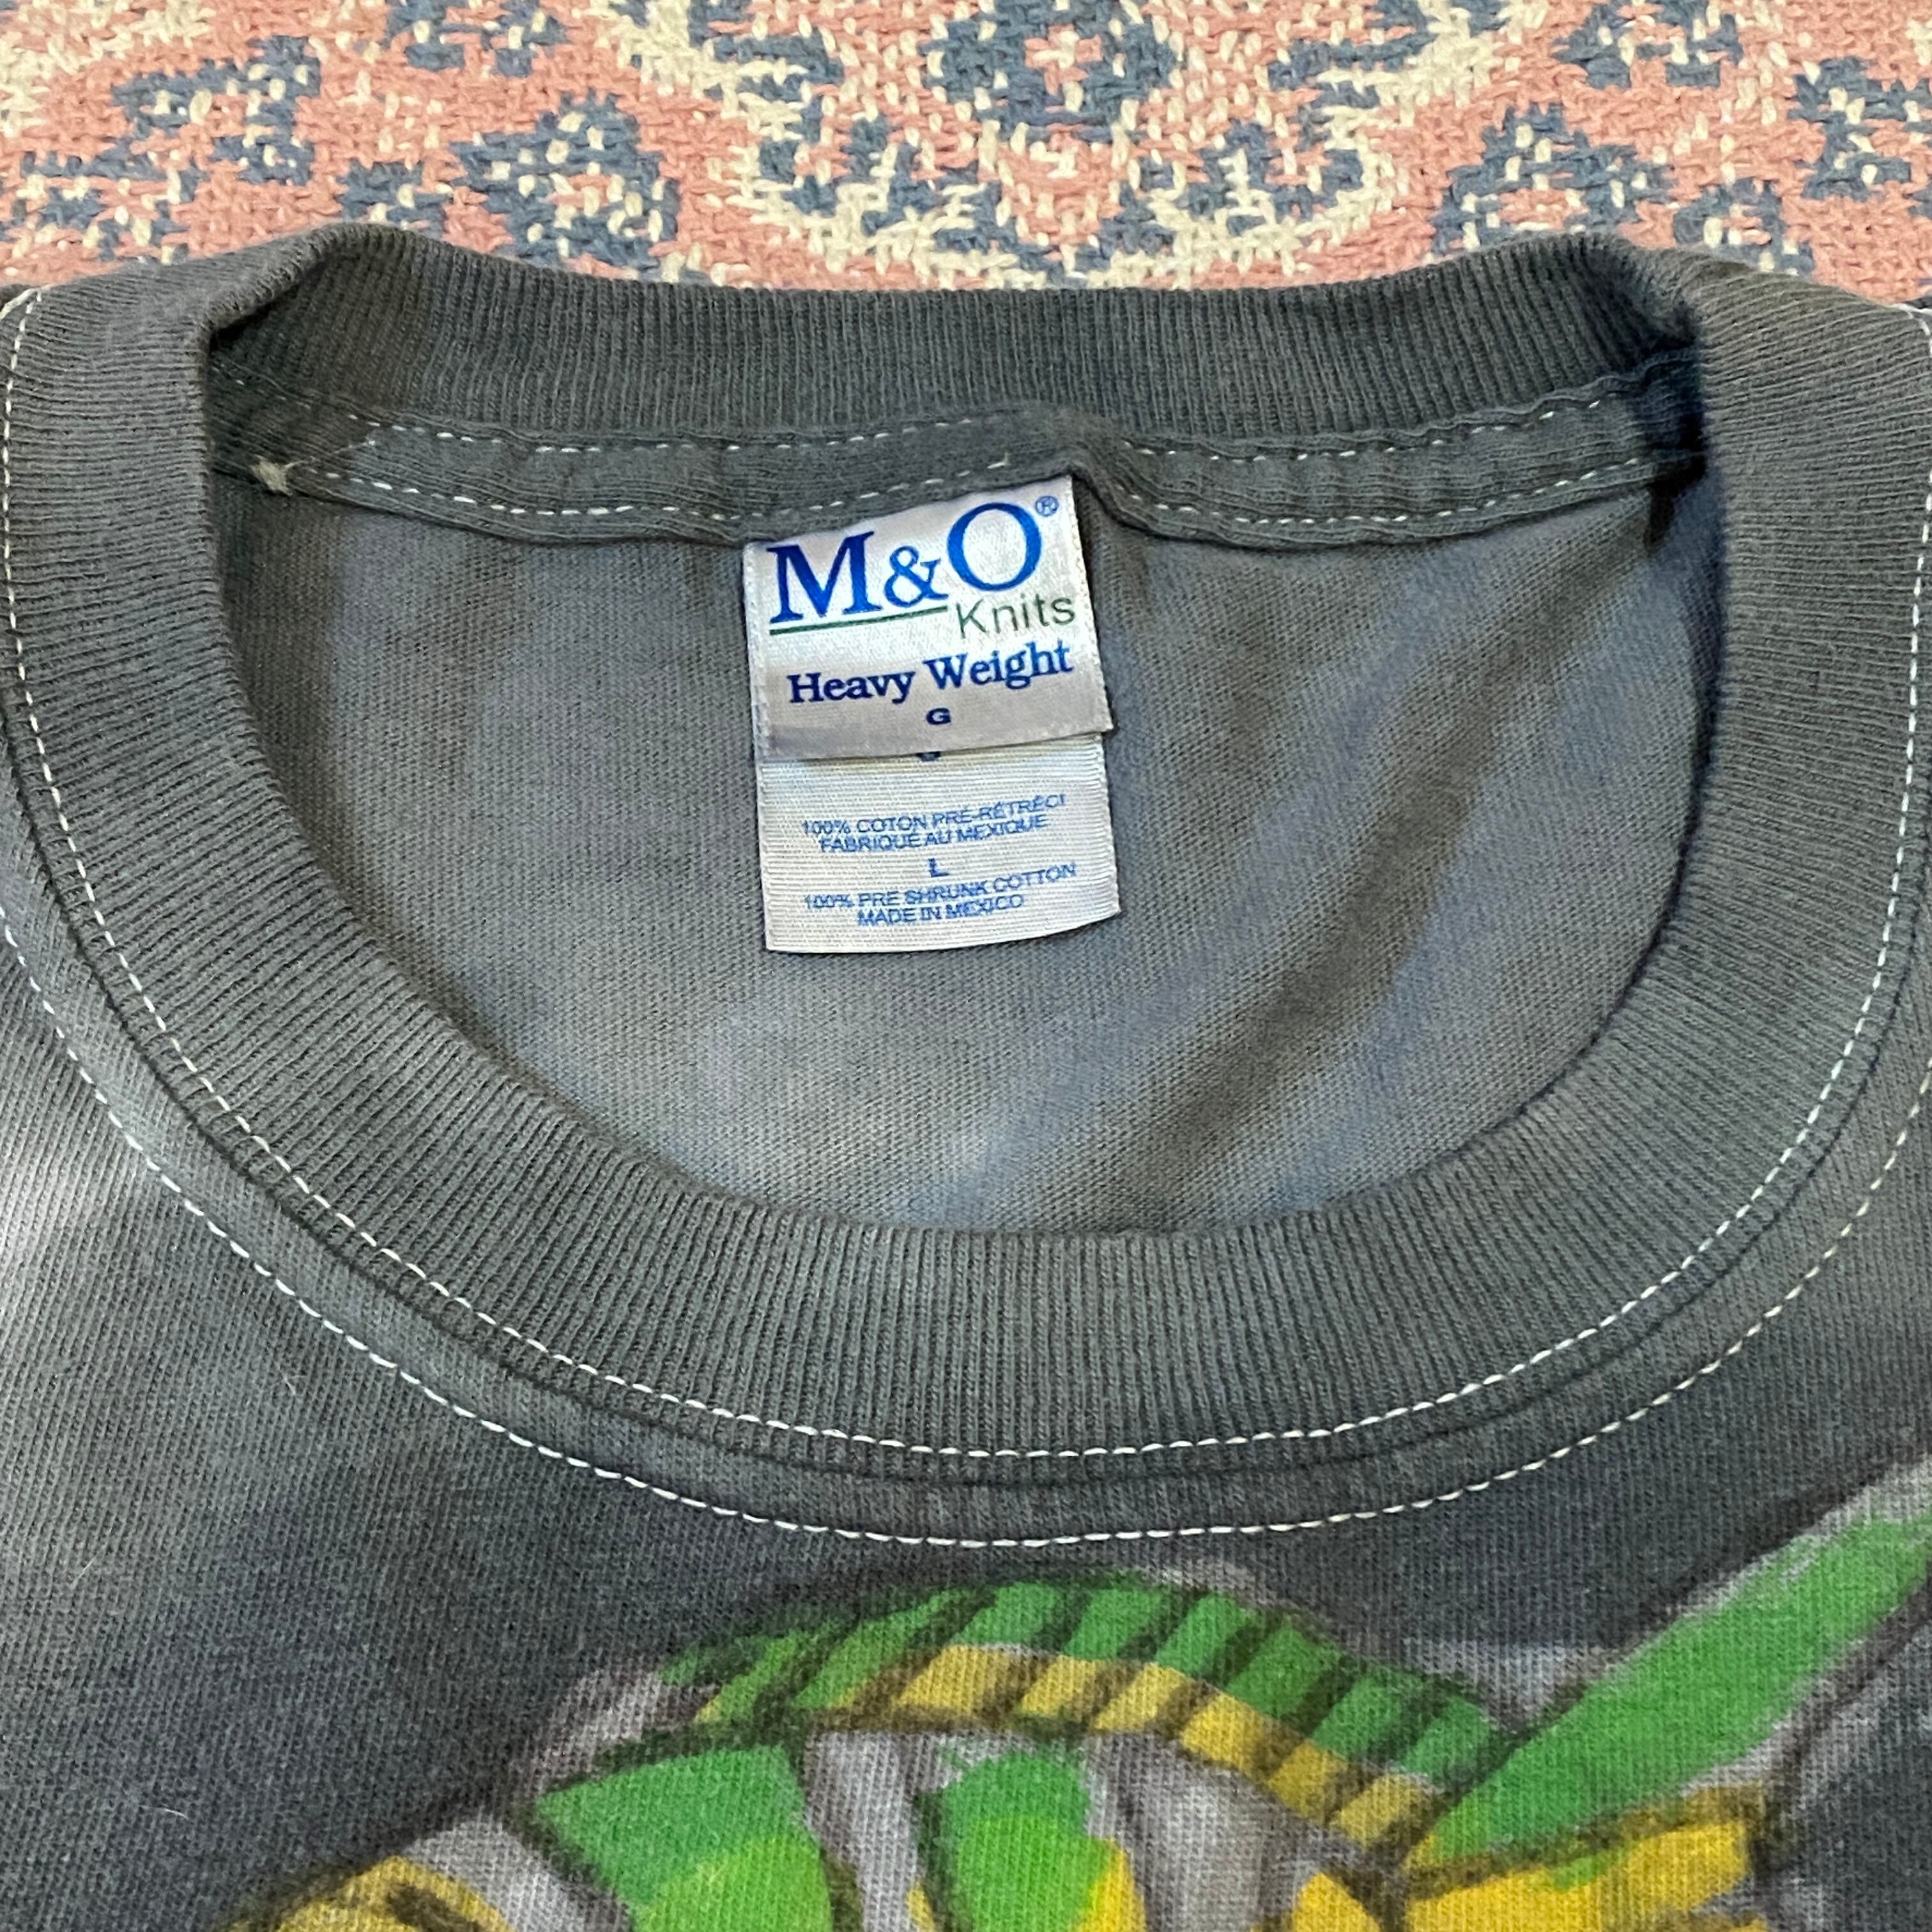 M&O®
Knits
Heavy Weight
G
100% COTON PRÉ-RÉTRÉCI
FABRIQUÉ AU MEXIQUE
L
100% PRE SHRUNK COTTON
MADE IN MEXICO